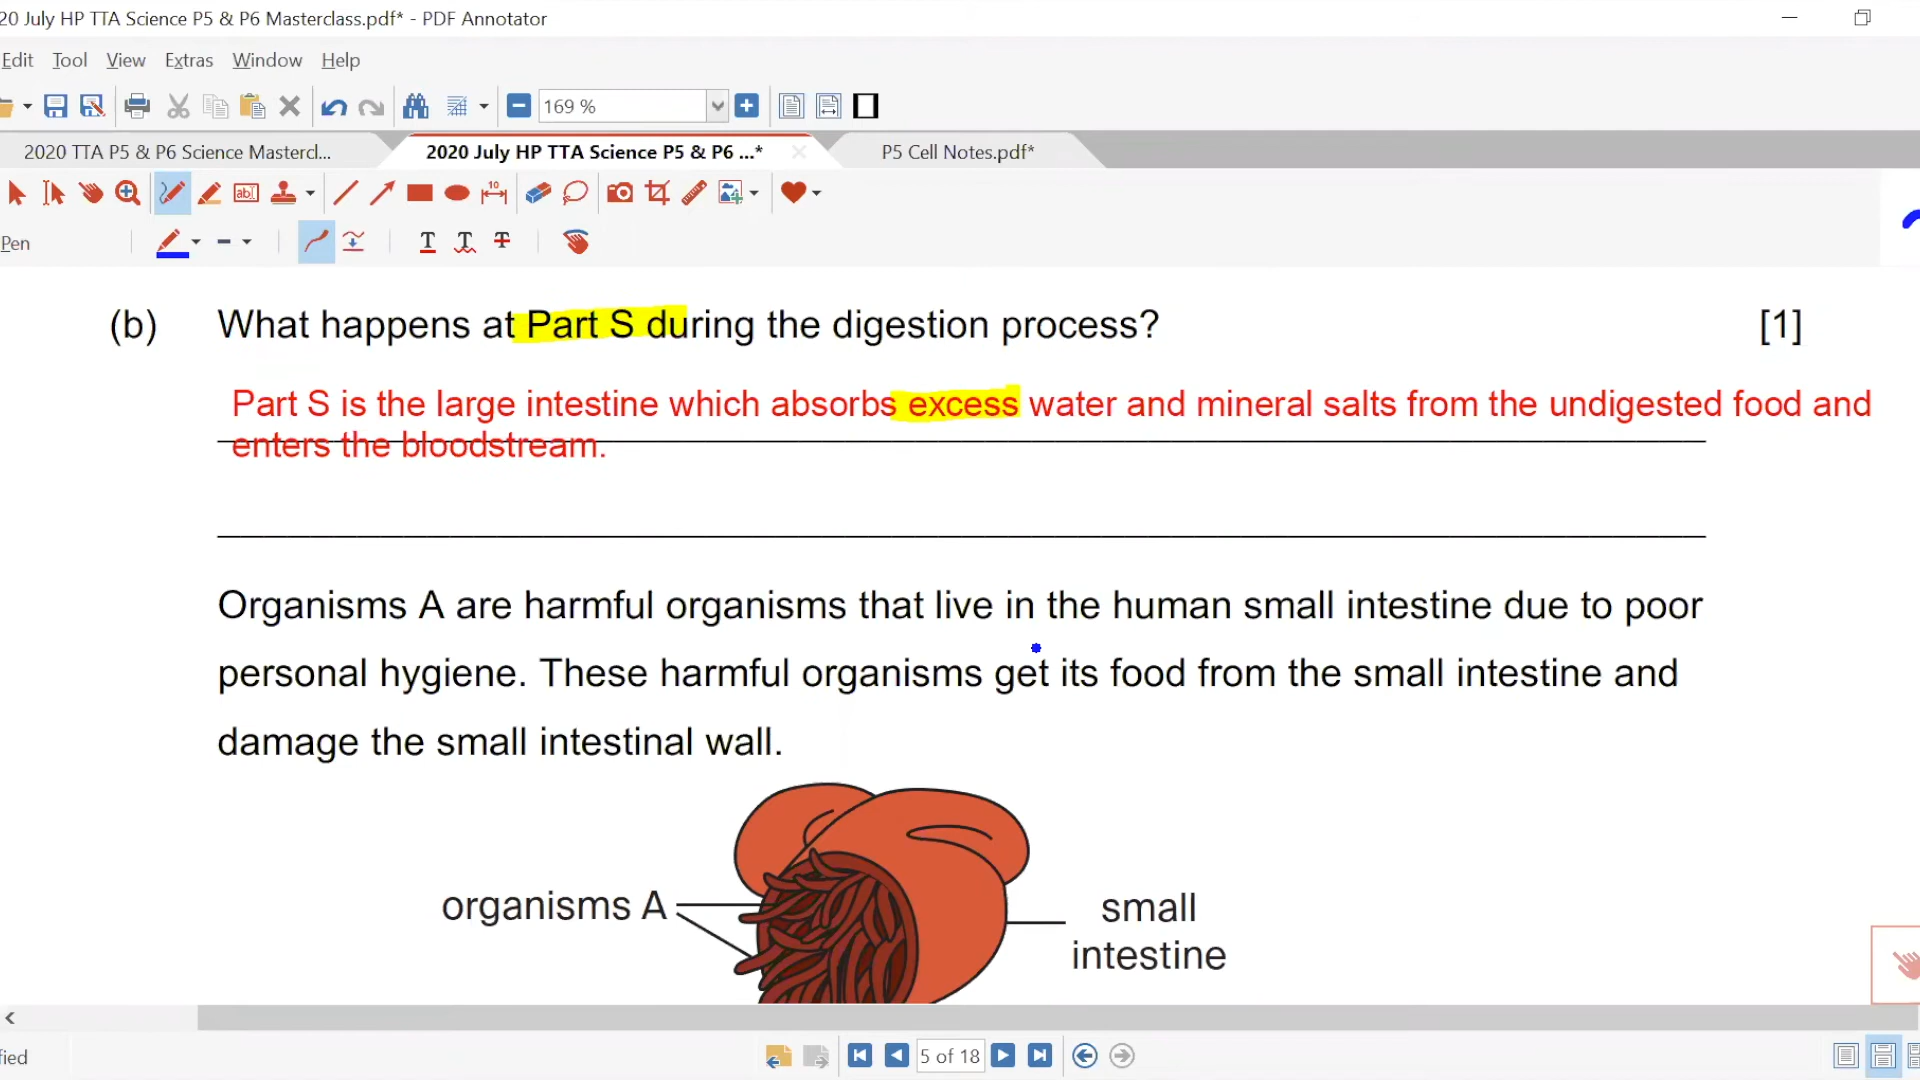 20 July HP TTA Science P5 & P6 Masterclass.pdf* - PDF Annotator
Edit Tool View Extras Window Help
169 %
2020 TTA P5 & P6 Science Mastercl... 2020 July HP TTA Science P5 & P6 ...* P5 Cell Notes.pdf*
Pen
(b) What happens at Part S during the digestion process? [1]
Part S is the large intestine which absorbs excess water and mineral salts from the undigested food and
enters the bloodstream.
Organisms A are harmful organisms that live in the human small intestine due to poor
personal hygiene. These harmful organisms get its food from the small intestine and
damage the small intestinal wall.
organisms A
small
intestine
fied
5 of 18